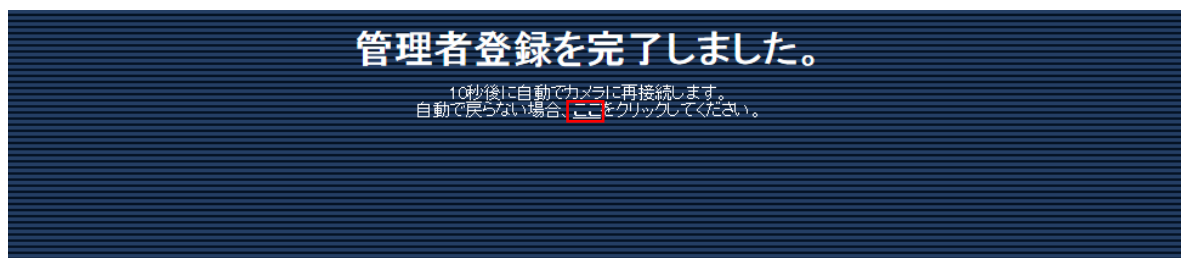 管理者登録を完了しました。
10秒後に自動でカメラに再接続します。
自動で戻らない場合、ここをクリックしてください。